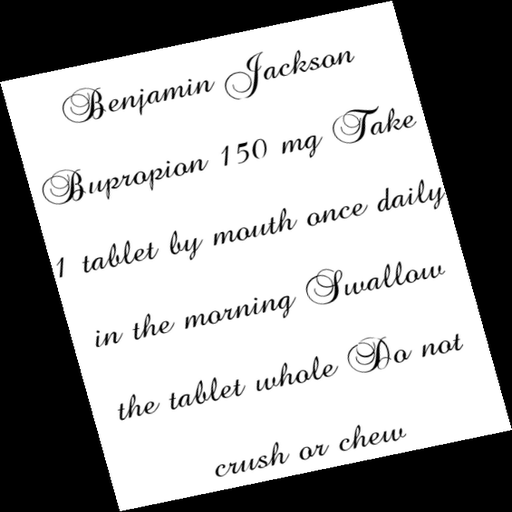 Benjamin Jackson
Bupropion 150 mg Take
1 tablet by mouth once daily
in the morning Swallow
the tablet whole Do not
crush or chew